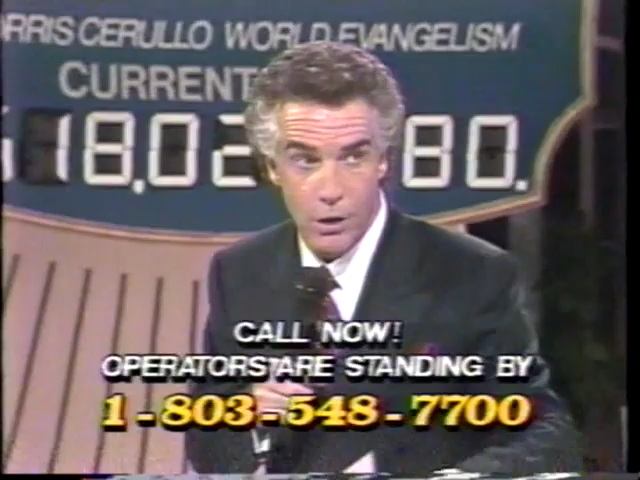 RRIS CERULLO WORLD EVANGELISM
CURRENT
18,02 80.
CALL NOW!
OPERATORS ARE STANDING BY
1-803-548-7700